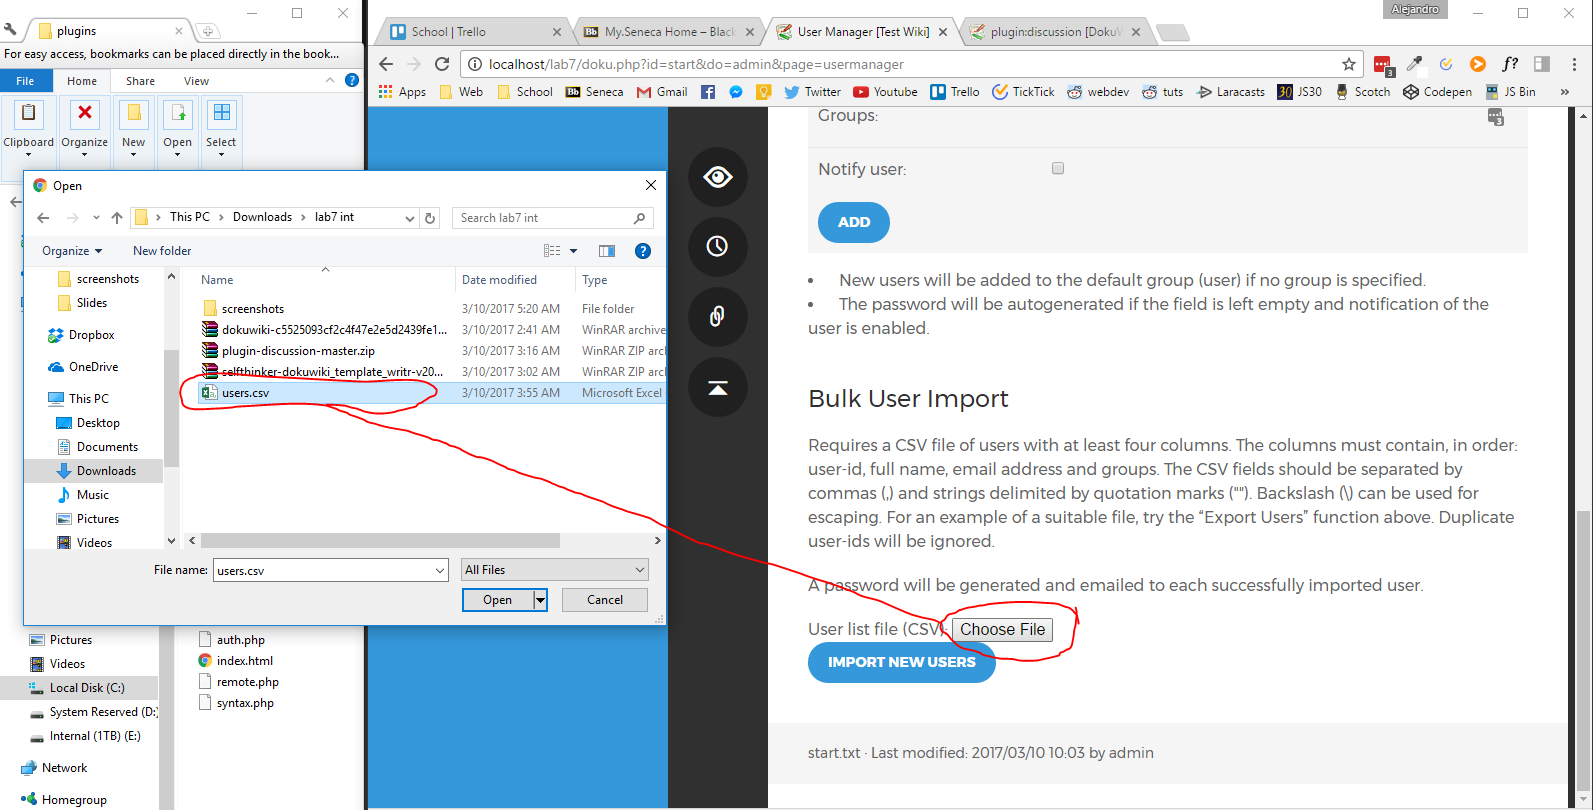 plugins
For easy access, bookmarks can be placed directly in the book...
File
Home
Share
View
Clipboard
Organize
New
Open
Select
Alejandro
School | Trello
My.Seneca Home – Black
User Manager [Test Wiki]
plugin:discussion [DokuW
localhost/lab7/doku.php?id=start&do=admin&page=usermanager
3
f?
Apps
Web
School
Bb Seneca
Gmail
Twitter
Youtube
Trello
TickTick
webdev
tuts
Laracasts
30 JS30
Scotch
Codepen
JS Bin
»
Open
This PC
Downloads
lab7 int
Search lab7 int
Organize
New folder
screenshots
Slides
Dropbox
OneDrive
This PC
Desktop
Documents
Downloads
Music
Pictures
Videos
Name
Date modified
Type
screenshots 3/10/2017 5:20 AM File folder
dokuwiki-c5525093cf2c4f47e2e5d2439fe1... 3/10/2017 2:41 AM WinRAR archive
plugin-discussion-master.zip 3/10/2017 3:16 AM WinRAR ZIP arc
selfthinker-dokuwiki_template_writr-v20... 3/10/2017 3:02 AM WinRAR ZIP arc
users.csv 3/10/2017 3:55 AM Microsoft Excel
File name: users.csv
All Files
Open
Cancel
Pictures
Videos
Local Disk (C:)
System Reserved (D:)
Internal (1TB) (E:)
Network
Homegroup
auth.php
index.html
remote.php
syntax.php
Groups:
3
Notify user:
ADD
• New users will be added to the default group (user) if no group is specified.
• The password will be autogenerated if the field is left empty and notification of the
user is enabled.
Bulk User Import
Requires a CSV file of users with at least four columns. The columns must contain, in order:
user-id, full name, email address and groups. The CSV fields should be separated by
commas (,) and strings delimited by quotation marks (""). Backslash (\) can be used for
escaping. For an example of a suitable file, try the “Export Users” function above. Duplicate
user-ids will be ignored.
A password will be generated and emailed to each successfully imported user.
User list file (CSV): Choose File
IMPORT NEW USERS
start.txt · Last modified: 2017/03/10 10:03 by admin